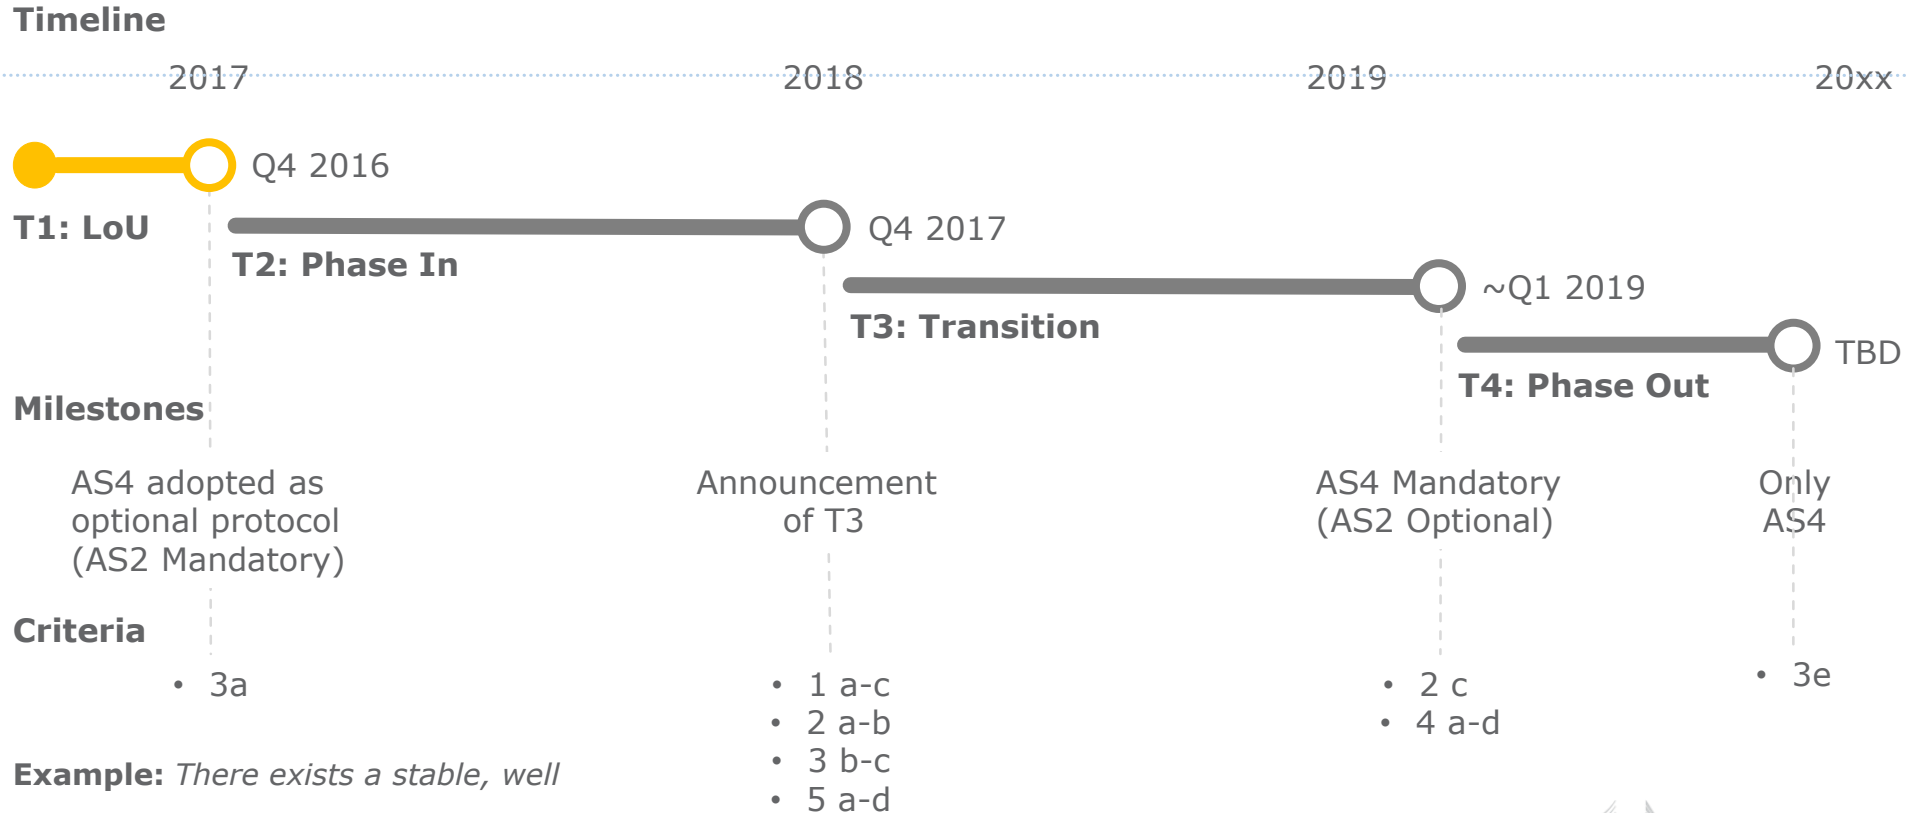 Timeline
2017 2018 2019 20xx
Q4 2016
T1: LoU
Q4 2017
T2: Phase In
~Q1 2019
T3: Transition
TBD
T4: Phase Out
Milestones
AS4 adopted as
optional protocol
(AS2 Mandatory)
Announcement
of T3
AS4 Mandatory
(AS2 Optional)
Only
AS4
Criteria
• 3a
• 1 a-c
• 2 a-b
• 3 b-c
• 5 a-d
• 2 c
• 4 a-d
• 3e
Example: There exists a stable, well